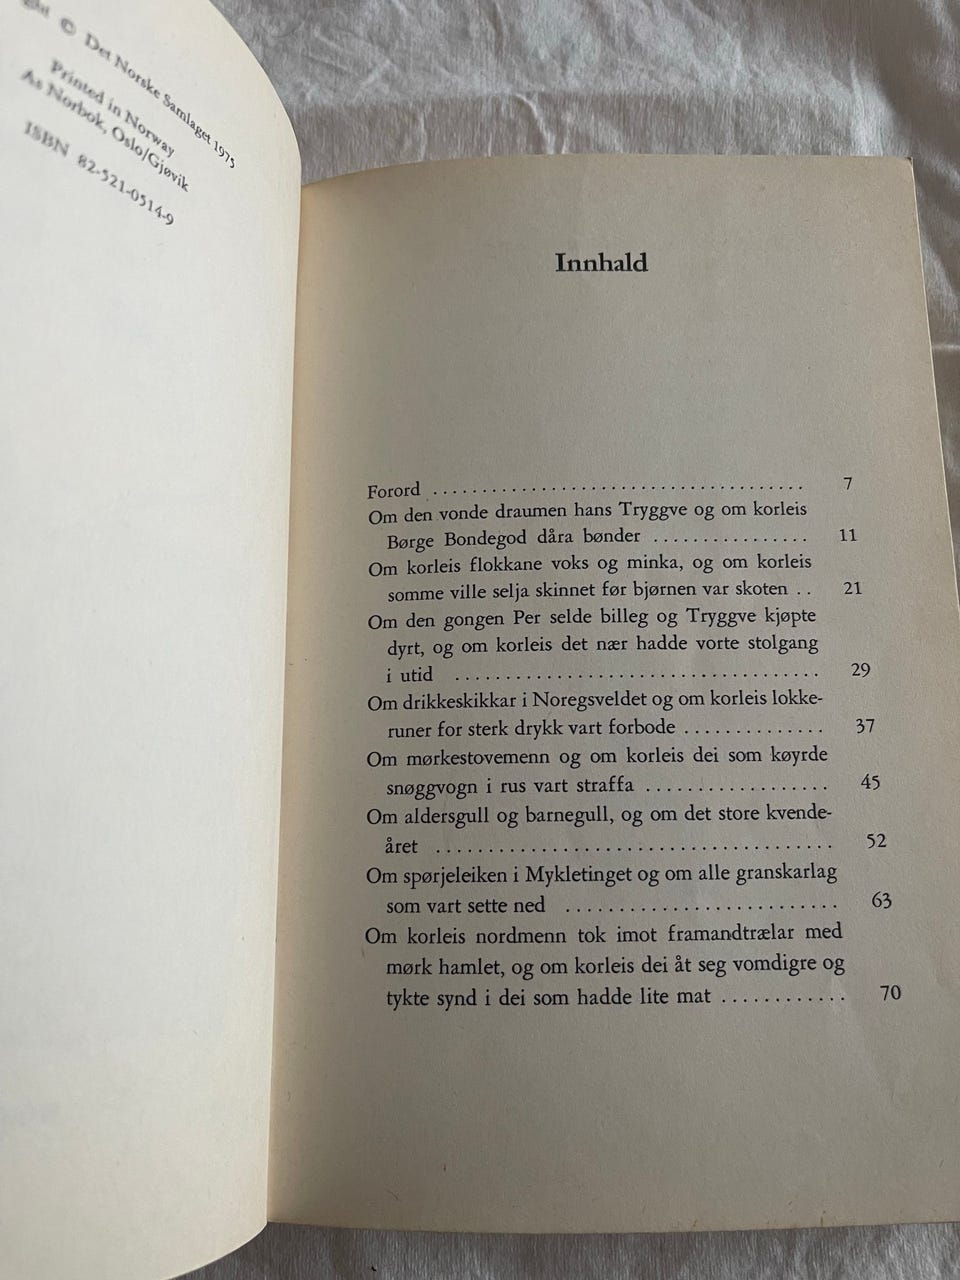 © Det Norske Samlaget 1975
Printed in Norway
As Norbok, Oslo/Gjøvik
ISBN 82-521-0514-9
Innhald
Forord ........................................ 7
Om den vonde draumen hans Tryggve og om korleis
Børge Bondegod dåra bønder ................ 11
Om korleis flokkane voks og minka, og om korleis
somme ville selja skinnet før bjørnen var skoten .. 21
Om den gongen Per selde billeg og Tryggve kjøpte
dyrt, og om korleis det nær hadde vorte stolgang
i utid ..................................... 29
Om drikkeskikkar i Noregsveldet og om korleis lokke-
runer for sterk drykk vart forbode .............. 37
Om mørkestovemenn og om korleis dei som køyrde
snøggvogn i rus vart straffa .................. 45
Om aldersgull og barnegull, og om det store kvende-
året ....................................... 52
Om spørjeleiken i Mykletinget og om alle granskarlag
som vart sette ned ........................... 63
Om korleis nordmenn tok imot framandtrælar med
mørk hamlet, og om korleis dei åt seg vomdigre og
tykte synd i dei som hadde lite mat ............ 70